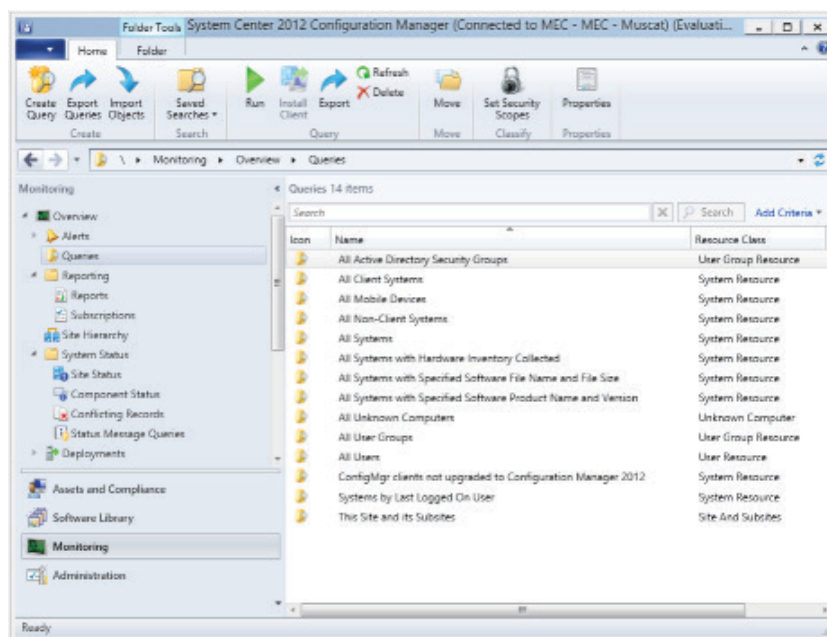 Folder Tools System Center 2012 Configuration Manager (Connected to MEC - MEC - Muscat) (Evaluati...
Home Folder
Create Query
Export Queries
Import Objects
Saved Searches
Run
Install Client
Export
Refresh
Delete
Move
Set Security Scopes
Properties
Create Search Query Move Classify Properties
\ Monitoring Overview Queries
Monitoring
Overview
Alerts
Queries
Reporting
Reports
Subscriptions
Site Hierarchy
System Status
Site Status
Component Status
Conflicting Records
Status Message Queries
Deployments
Assets and Compliance
Software Library
Monitoring
Administration
Queries 14 items
Search Search Add Criteria
Icon Name Resource Class
All Active Directory Security Groups User Group Resource
All Client Systems System Resource
All Mobile Devices System Resource
All Non-Client Systems System Resource
All Systems System Resource
All Systems with Hardware Inventory Collected System Resource
All Systems with Specified Software File Name and File Size System Resource
All Systems with Specified Software Product Name and Version System Resource
All Unknown Computers Unknown Computer
All User Groups User Group Resource
All Users User Resource
ConfigMgr clients not upgraded to Configuration Manager 2012 System Resource
Systems by Last Logged On User System Resource
This Site and its Subsites Site And Subsites
Ready